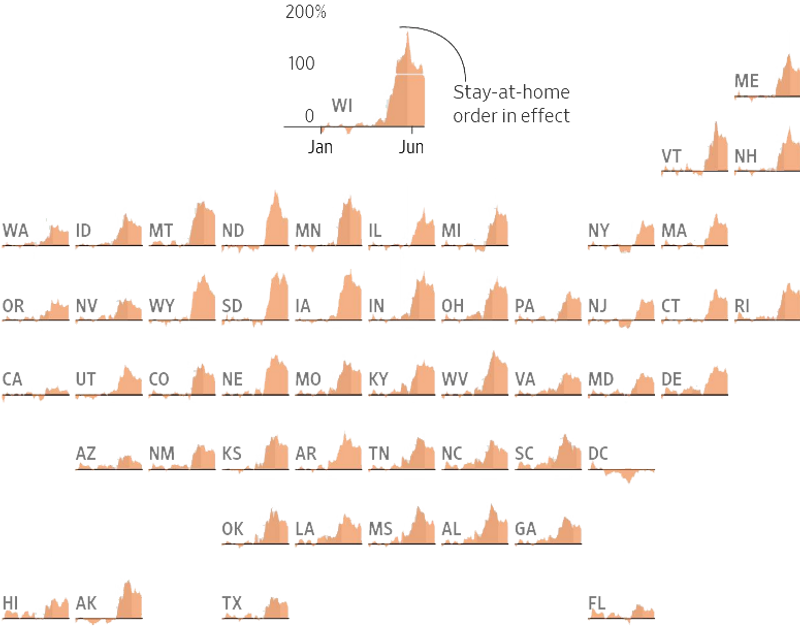 200%
100
0
WI
Jan
Jun
Stay-at-home
order in effect
ME
VT NH
WA ID MT ND MN IL MI NY MA
OR NV WY SD IA IN OH PA NJ CT RI
CA UT CO NE MO KY WV VA MD DE
AZ NM KS AR TN NC SC DC
OK LA MS AL GA
HI AK TX FL